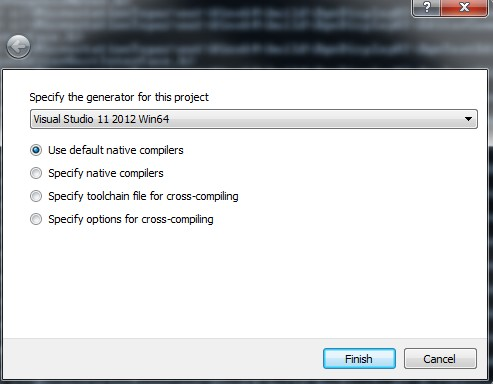 Specify the generator for this project
Visual Studio 11 2012 Win64
Use default native compilers
Specify native compilers
Specify toolchain file for cross-compiling
Specify options for cross-compiling
Finish Cancel